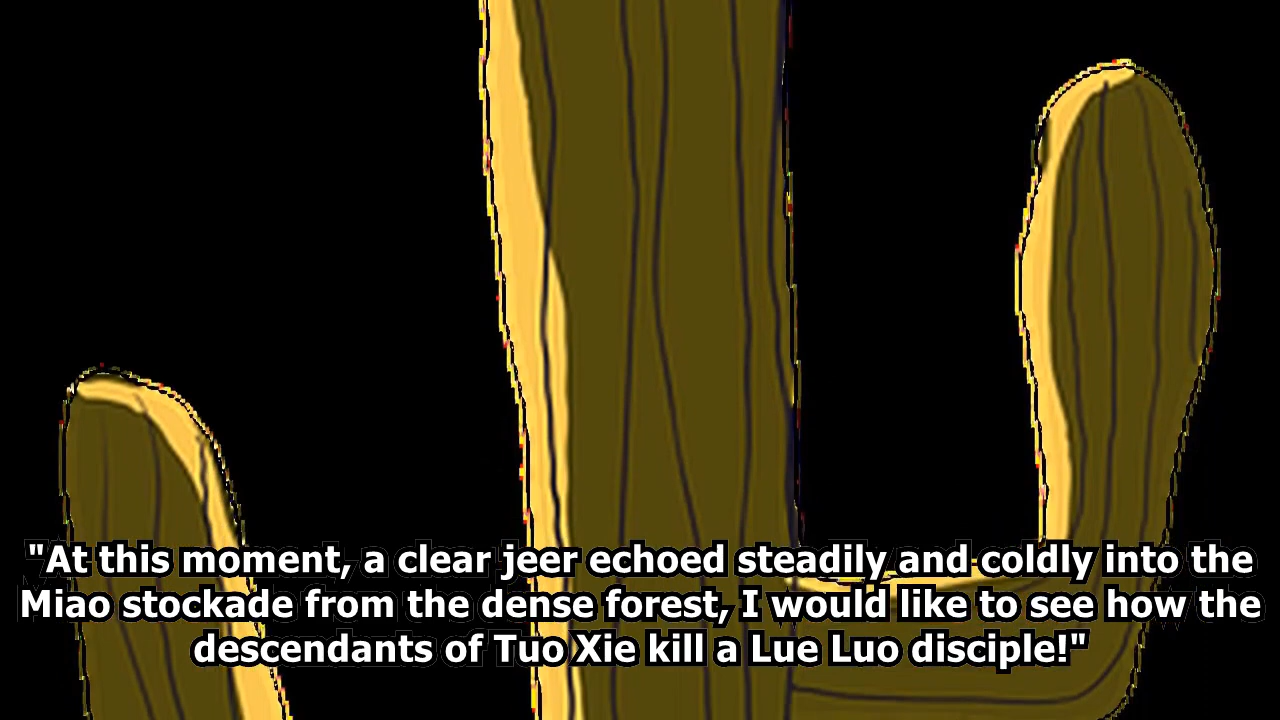 "At this moment, a clear jeer echoed steadily and coldly into the
Miao stockade from the dense forest, I would like to see how the
descendants of Tuo Xie kill a Lue Luo disciple!"